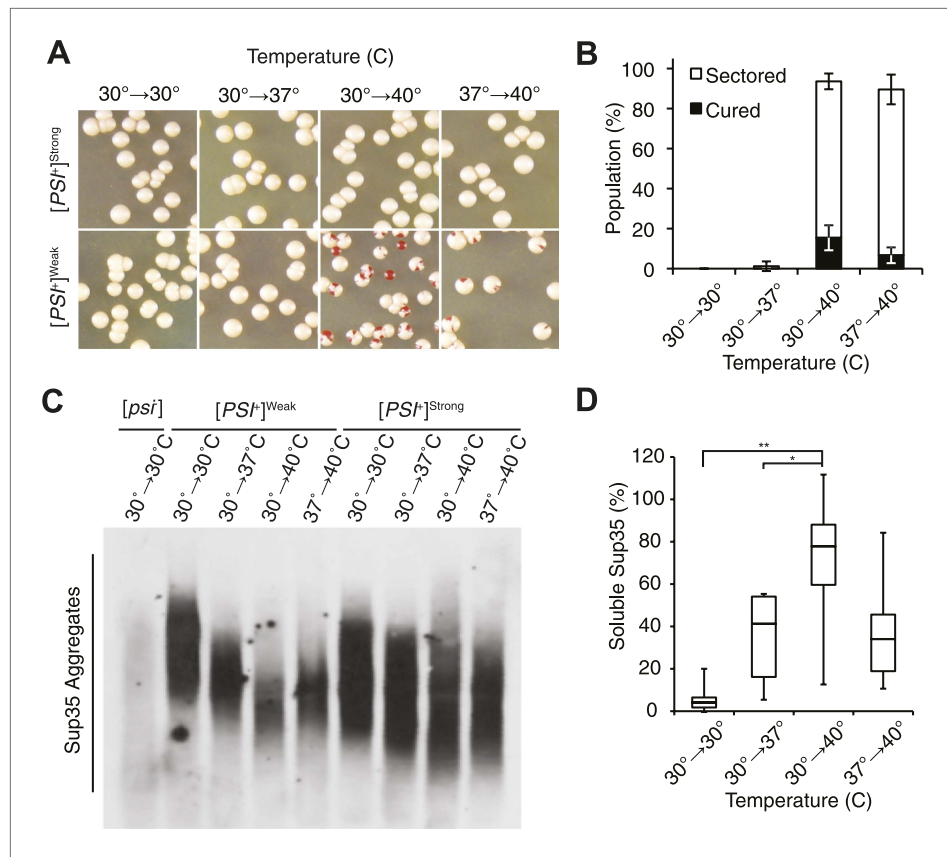 A
Temperature (C)
30°→30° 30°→37° 30°→40° 37°→40°
[PSI+]Strong
[PSI+]Weak
B
Population (%)
100
80
60
40
20
0
Sectored
Cured
30°→30° 30°→37° 30°→40° 37°→40°
Temperature (C)
C
[psi-] [PSI+]Weak [PSI+]Strong
30°→30°C 30°→30°C 30°→37°C 30°→40°C 37°→40°C 30°→30°C 30°→37°C 30°→40°C 37°→40°C
Sup35 Aggregates
D
Soluble Sup35 (%)
120
100
80
60
40
20
0
**
*
30°→30° 30°→37° 30°→40° 37°→40°
Temperature (C)